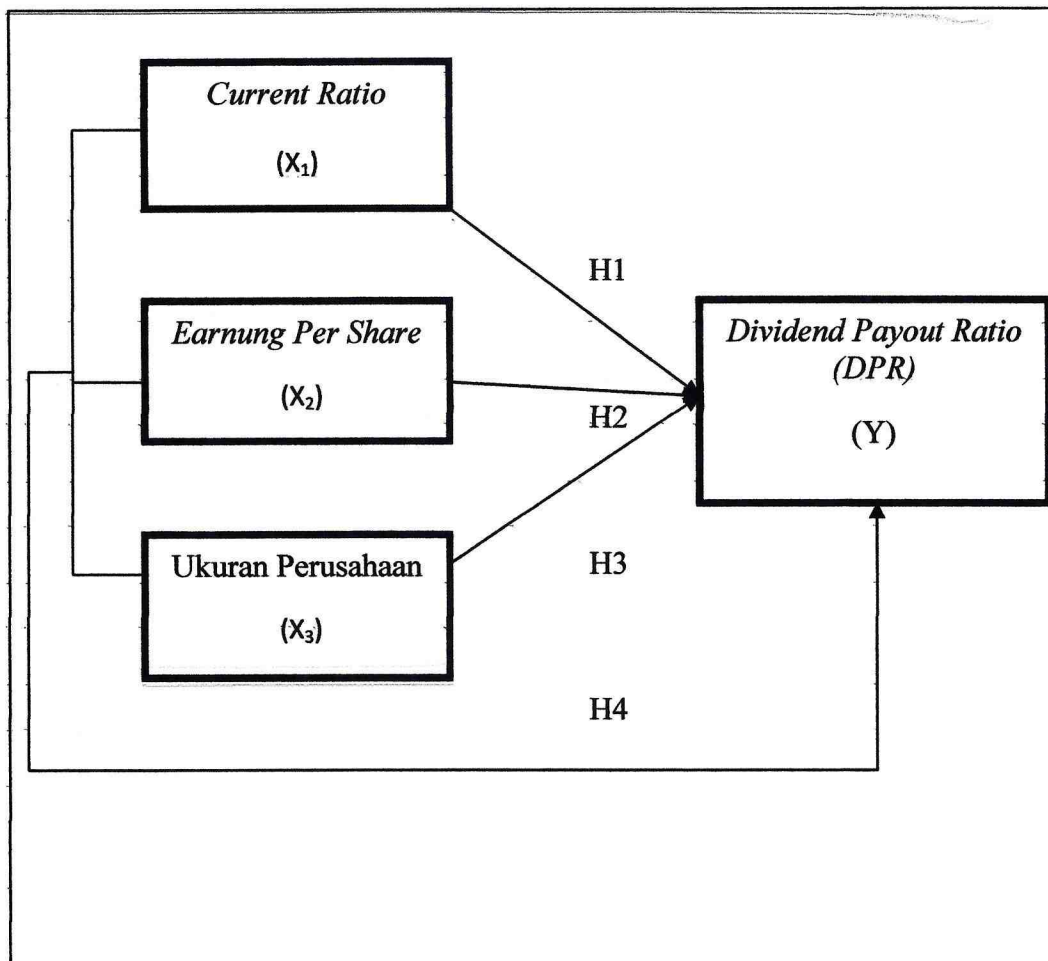 Current Ratio
(X₁)
H1
Earnung Per Share
(X₂)
H2
Dividend Payout Ratio
(DPR)
(Y)
Ukuran Perusahaan
(X₃)
H3
H4